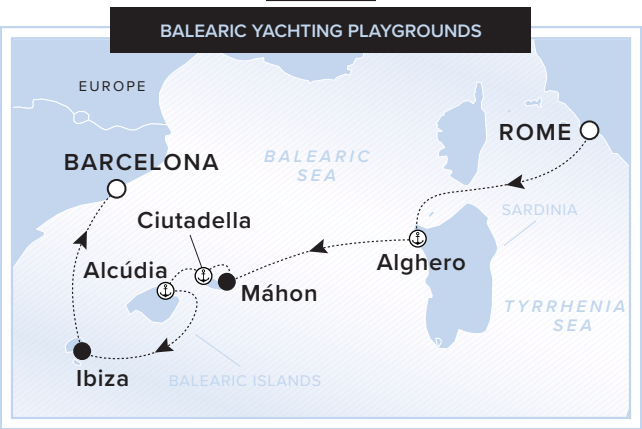 BALEARIC YACHTING PLAYGROUNDS
EUROPE
ROME
BARCELONA
BALEARIC
SEA
SARDINIA
Ciutadella
Alcúdia
Alghero
Máhon
TYRRHENIA
SEA
Ibiza
BALEARIC ISLANDS